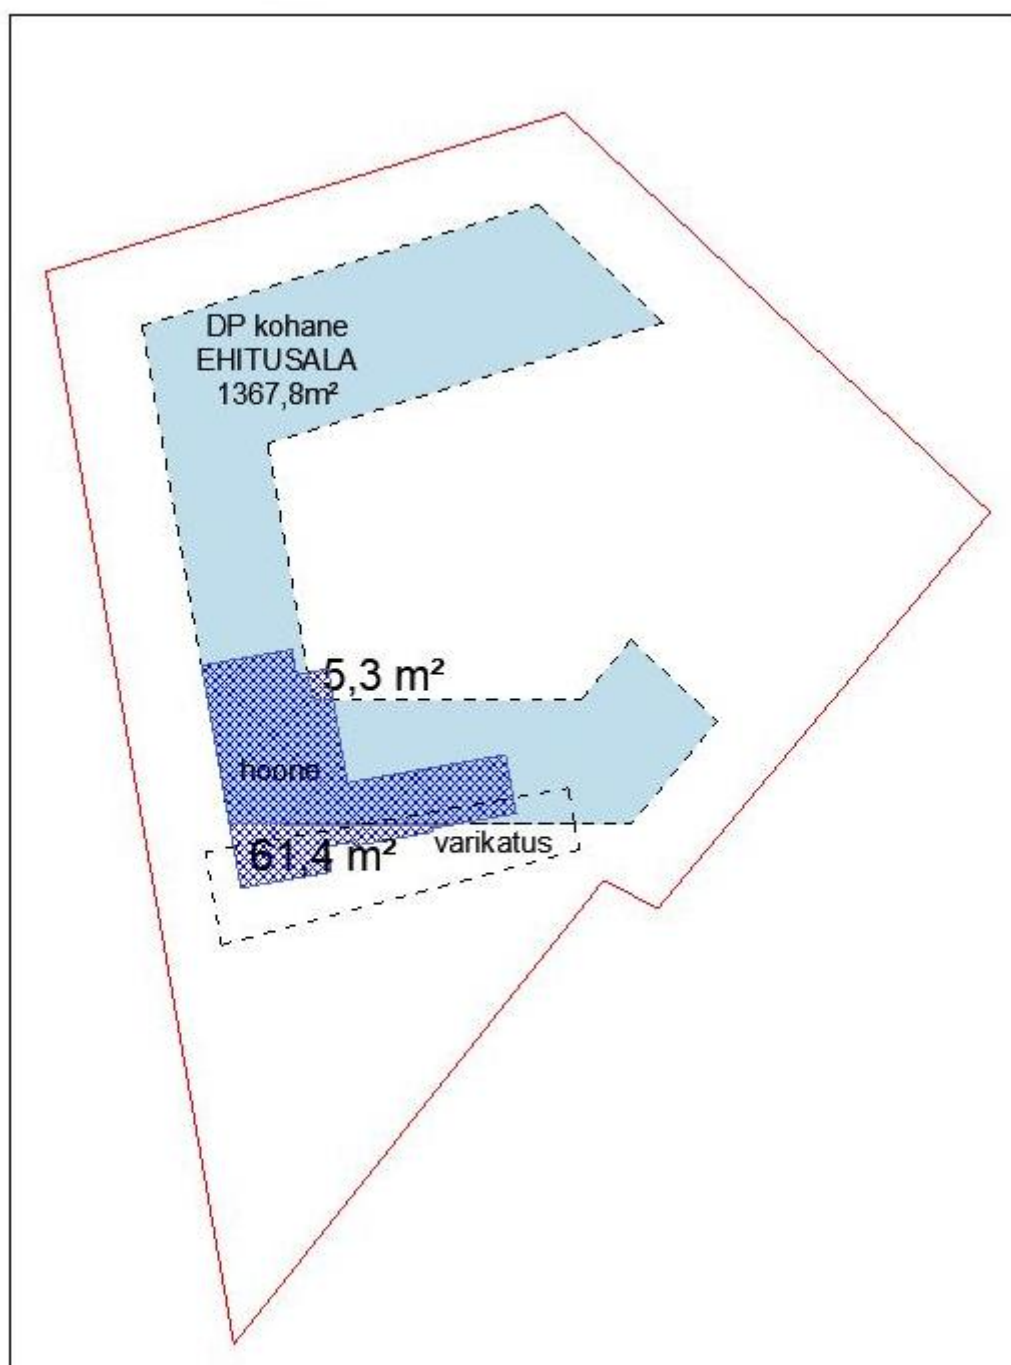 DP kohane
EHITUSALA
1367,8m²
5,3 m²
hoone
61,4 m²
varikatus